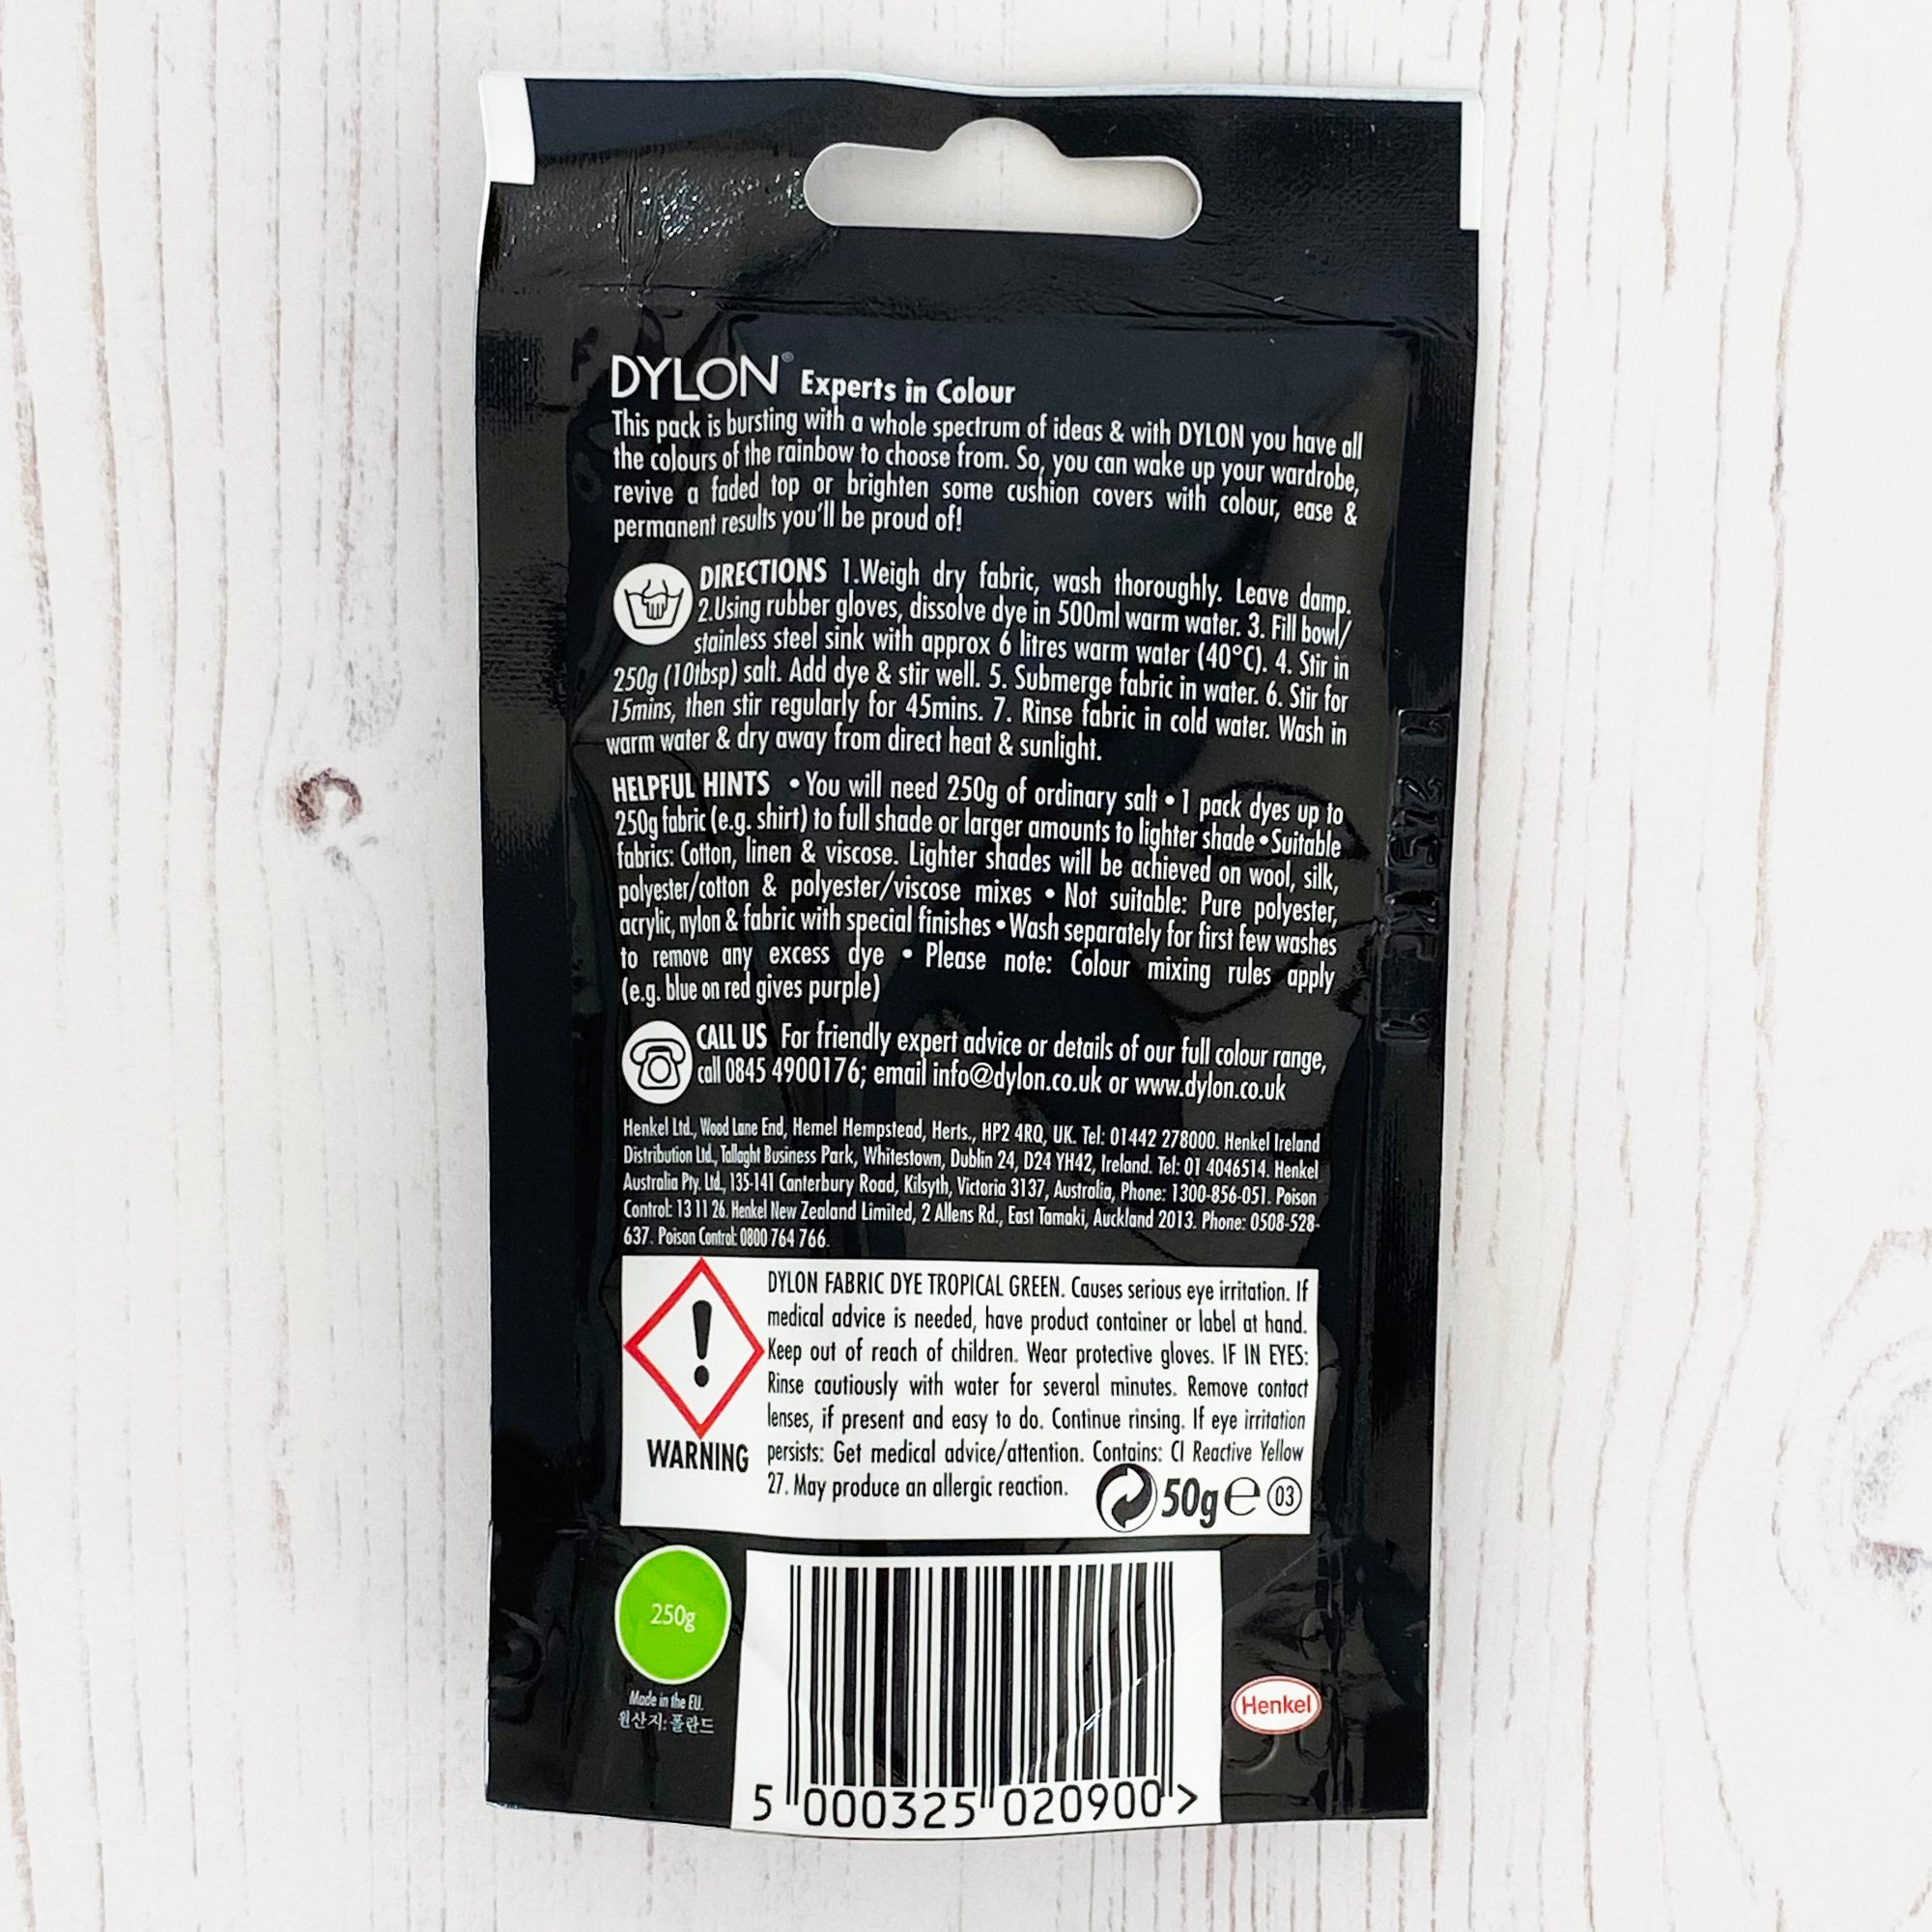 DYLON® Experts in Colour
This pack is bursting with a whole spectrum of ideas & with DYLON you have all
the colours of the rainbow to choose from. So, you can wake up your wardrobe,
revive a faded top or brighten some cushion covers with colour, ease &
permanent results you'll be proud of!
DIRECTIONS 1.Weigh dry fabric, wash thoroughly. Leave damp.
2.Using rubber gloves, dissolve dye in 500ml warm water. 3. Fill bowl/
stainless steel sink with approx 6 litres warm water (40°C). 4. Stir in
250g (10tbsp) salt. Add dye & stir well. 5. Submerge fabric in water. 6. Stir for
15mins, then stir regularly for 45mins. 7. Rinse fabric in cold water. Wash in
warm water & dry away from direct heat & sunlight.
HELPFUL HINTS • You will need 250g of ordinary salt • 1 pack dyes up to
250g fabric (e.g. shirt) to full shade or larger amounts to lighter shade • Suitable
fabrics: Cotton, linen & viscose. Lighter shades will be achieved on wool, silk,
polyester/cotton & polyester/viscose mixes • Not suitable: Pure polyester,
acrylic, nylon & fabric with special finishes • Wash separately for first few washes
to remove any excess dye • Please note: Colour mixing rules apply
(e.g. blue on red gives purple)
CALL US For friendly expert advice or details of our full colour range,
call 0845 4900176; email info@dylon.co.uk or www.dylon.co.uk
Henkel Ltd., Wood Lane End, Hemel Hempstead, Herts., HP2 4RQ, UK. Tel: 01442 278000. Henkel Ireland
Distribution Ltd., Tallaght Business Park, Whitestown, Dublin 24, D24 YH42, Ireland. Tel: 01 4046514. Henkel
Australia Pty. Ltd., 135-141 Canterbury Road, Kilsyth, Victoria 3137, Australia, Phone: 1300-856-051. Poison
Control: 13 11 26. Henkel New Zealand Limited, 2 Allens Rd., East Tamaki, Auckland 2013. Phone: 0508-528-
637. Poison Control: 0800 764 766.
DYLON FABRIC DYE TROPICAL GREEN. Causes serious eye irritation. If
medical advice is needed, have product container or label at hand.
Keep out of reach of children. Wear protective gloves. IF IN EYES:
Rinse cautiously with water for several minutes. Remove contact
lenses, if present and easy to do. Continue rinsing. If eye irritation
persists: Get medical advice/attention. Contains: CI Reactive Yellow
27. May produce an allergic reaction.
WARNING
50g e 03
250g
Made in the EU.
원산지: 폴란드
Henkel
5 000325 020900 >